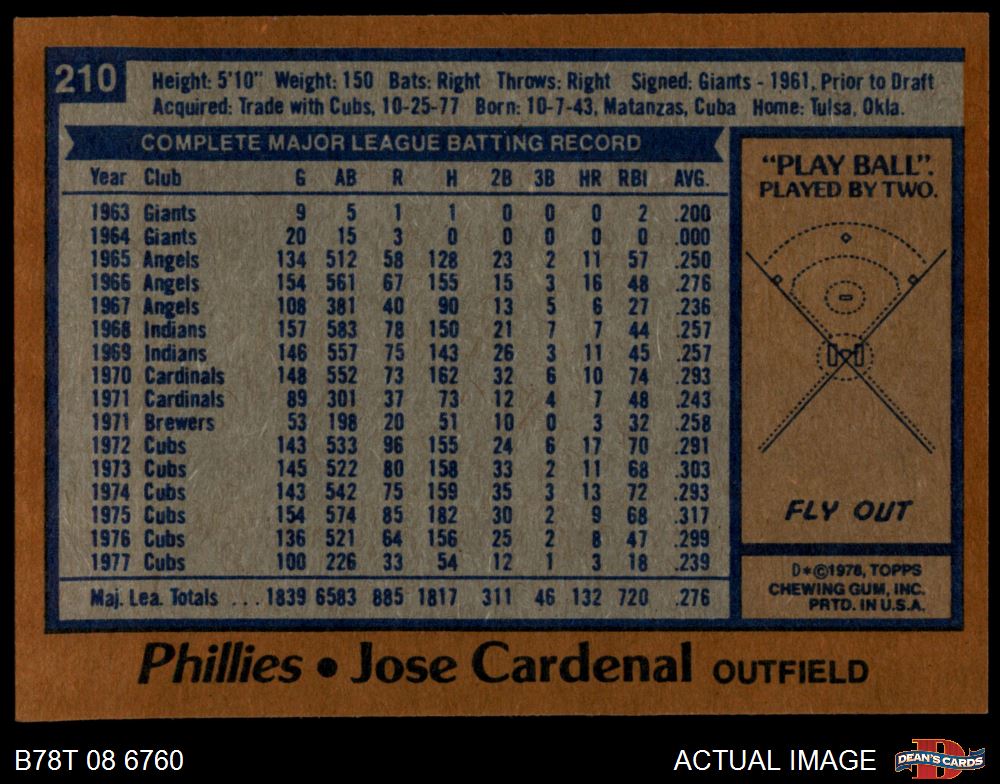 210
Height: 5'10" Weight: 150 Bats: Right Throws: Right Signed: Giants - 1961, Prior to Draft
Acquired: Trade with Cubs, 10-25-77 Born: 10-7-43, Matanzas, Cuba Home: Tulsa, Okla.
COMPLETE MAJOR LEAGUE BATTING RECORD
Year Club G AB R H 2B 3B HR RBI AVG.
1963 Giants 9 5 1 1 0 0 0 2 .200
1964 Giants 20 15 3 0 0 0 0 0 .000
1965 Angels 134 512 58 128 23 2 11 57 .250
1966 Angels 154 561 67 155 15 3 16 48 .276
1967 Angels 108 381 40 90 13 5 6 27 .236
1968 Indians 157 583 78 150 21 7 7 44 .257
1969 Indians 146 557 75 143 26 3 11 45 .257
1970 Cardinals 148 552 73 162 32 6 10 74 .293
1971 Cardinals 89 301 37 73 12 4 7 48 .243
1971 Brewers 53 198 20 51 10 0 3 32 .258
1972 Cubs 143 533 96 155 24 6 17 70 .291
1973 Cubs 145 522 80 158 33 2 11 68 .303
1974 Cubs 143 542 75 159 35 3 13 72 .293
1975 Cubs 154 574 85 182 30 2 9 68 .317
1976 Cubs 136 521 64 156 25 2 8 47 .299
1977 Cubs 100 226 33 54 12 1 3 18 .239
Maj. Lea. Totals ... 1839 6583 885 1817 311 46 132 720 .276
"PLAY BALL".
PLAYED BY TWO.
FLY OUT
D*©1978, TOPPS
CHEWING GUM, INC.
PRTD. IN U.S.A.
Phillies • Jose Cardenal OUTFIELD
B78T 08 6760
ACTUAL IMAGE
D
DEAN'S CARDS